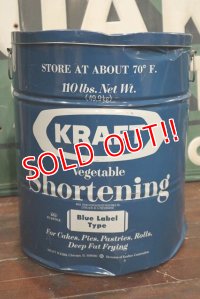 STORE AT ABOUT 70° F.
110 lbs. Net Wt.
KRAFT
SOLD OUT!!
Vegetable
Shortening
Blue Label
Type
For Cakes, Pies, Pastries, Rolls,
Deep Fat Frying